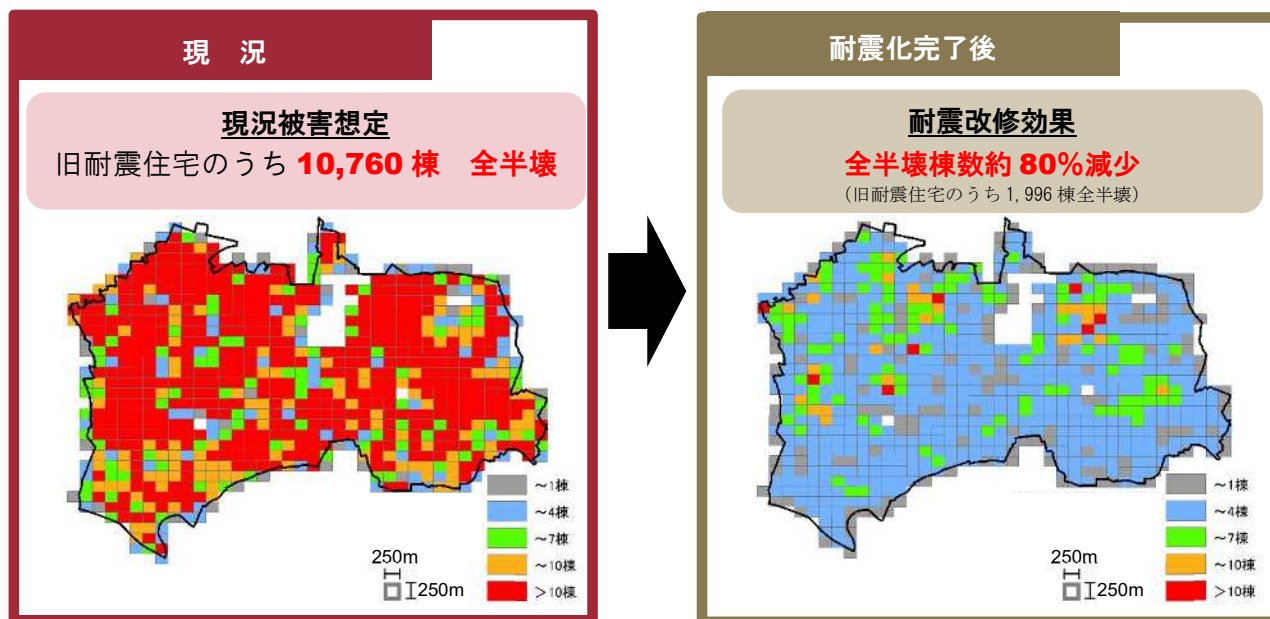 現 況
現況被害想定
旧耐震住宅のうち 10,760 棟 全半壊
～1棟
～4棟
～7棟
～10棟
＞10棟
250m
250m
耐震化完了後
耐震改修効果
全半壊棟数約 80%減少
(旧耐震住宅のうち 1,996 棟全半壊)
～1棟
～4棟
～7棟
～10棟
＞10棟
250m
250m